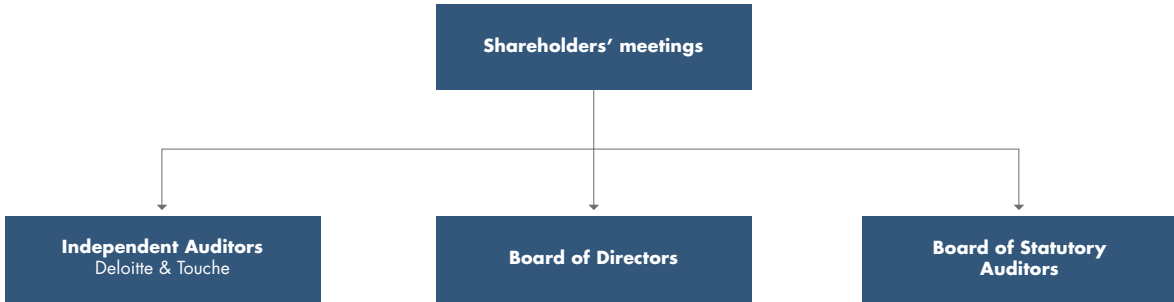 Shareholders’ meetings
Independent Auditors
Deloitte & Touche
Board of Directors
Board of Statutory
Auditors